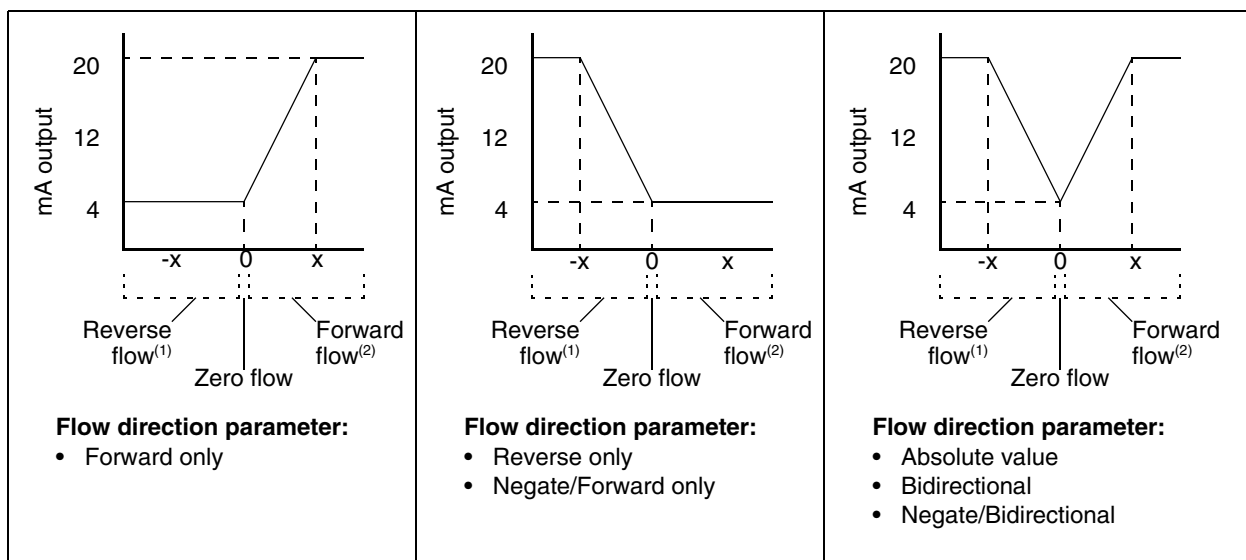 20
12
4
mA output
-x 0 x
Reverse flow(1)
Forward flow(2)
Zero flow
Flow direction parameter:
• Forward only
20
12
4
mA output
-x 0 x
Reverse flow(1)
Forward flow(2)
Zero flow
Flow direction parameter:
• Reverse only
• Negate/Forward only
20
12
4
mA output
-x 0 x
Reverse flow(1)
Forward flow(2)
Zero flow
Flow direction parameter:
• Absolute value
• Bidirectional
• Negate/Bidirectional